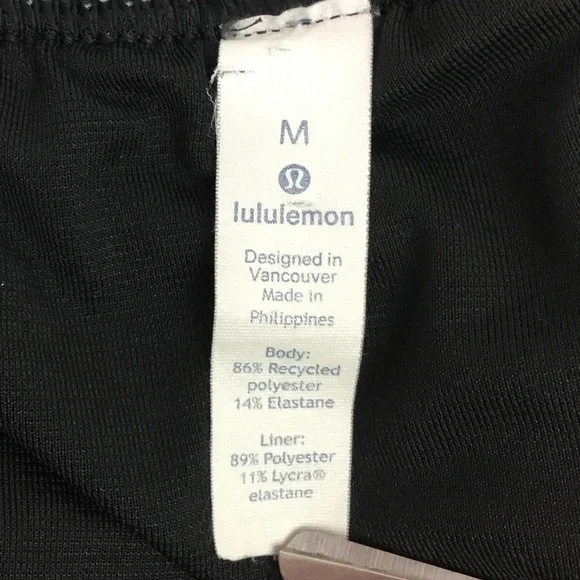 M
lululemon
Designed in
Vancouver
Made in
Philippines
Body:
86% Recycled
polyester
14% Elastane
Liner:
89% Polyester
11% Lycra®
elastane